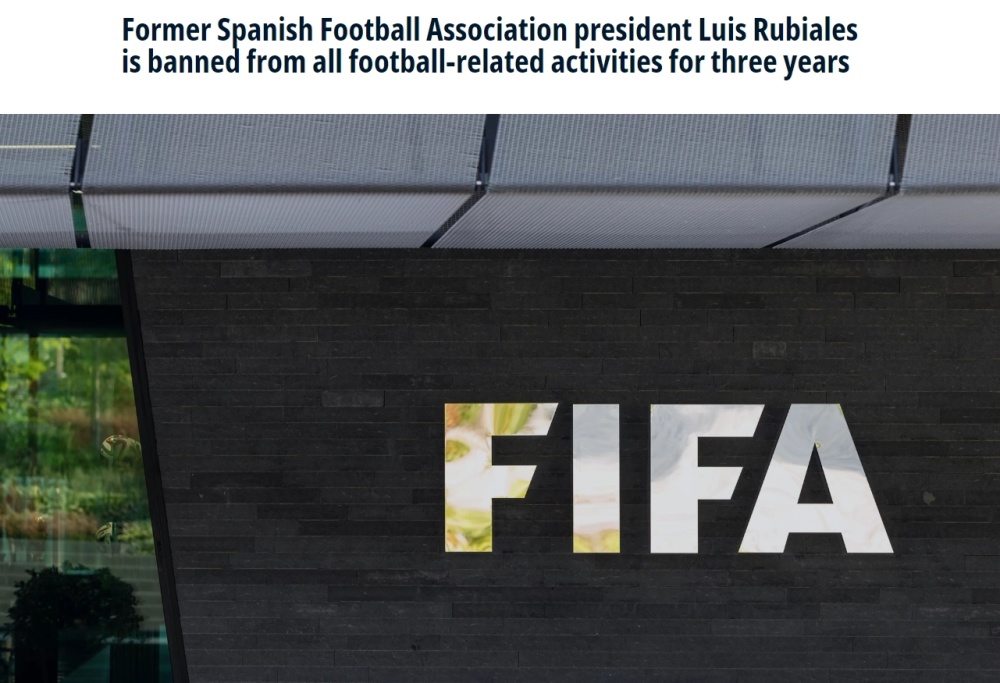 Former Spanish Football Association president Luis Rubiales
is banned from all football-related activities for three years
FIFA